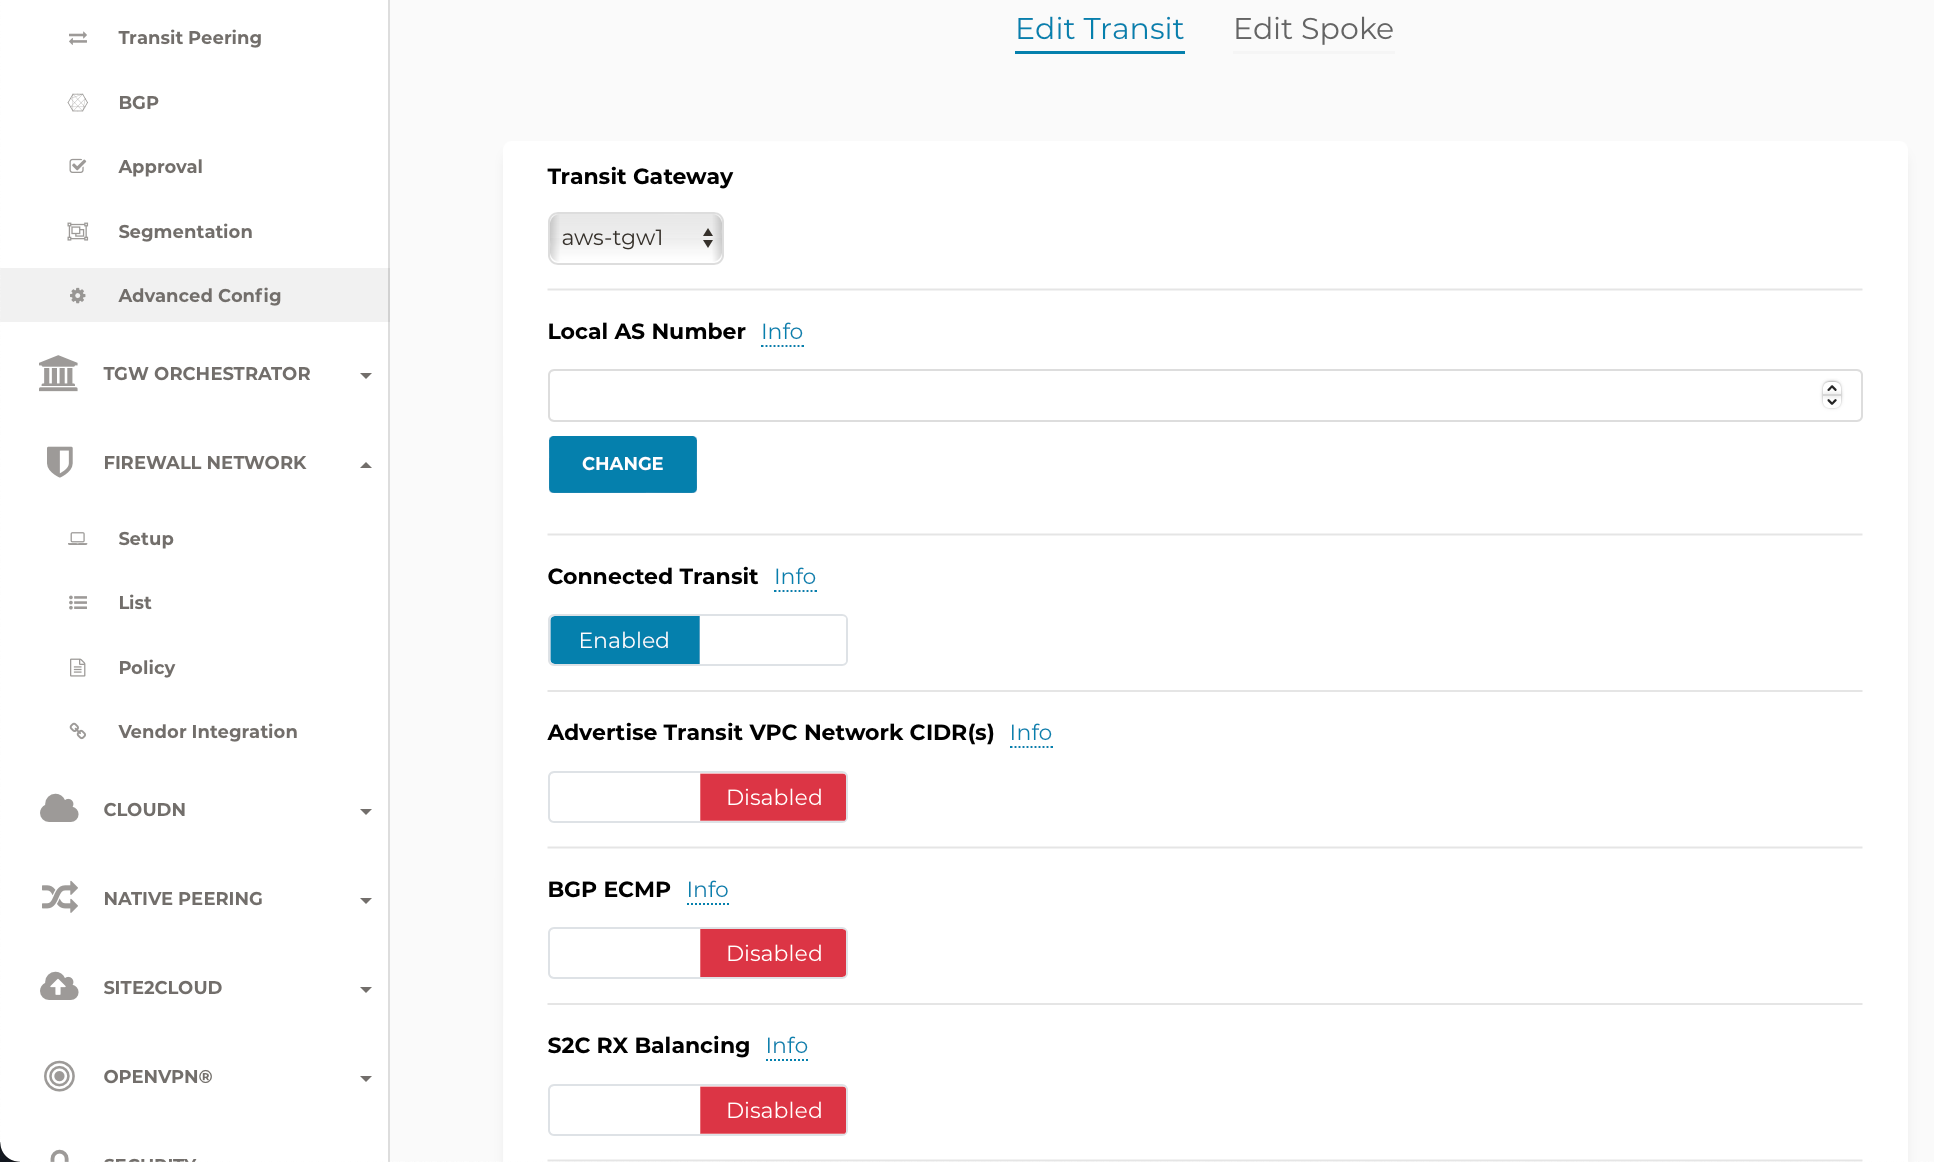 Transit Peering
BGP
Approval
Segmentation
Advanced Config
TGW ORCHESTRATOR
FIREWALL NETWORK
Setup
List
Policy
Vendor Integration
CLOUDN
NATIVE PEERING
SITE2CLOUD
OPENVPN®
SECURITY
Edit Transit Edit Spoke
Transit Gateway
aws-tgw1
Local AS Number Info
CHANGE
Connected Transit Info
Enabled
Advertise Transit VPC Network CIDR(s) Info
Disabled
BGP ECMP Info
Disabled
S2C RX Balancing Info
Disabled